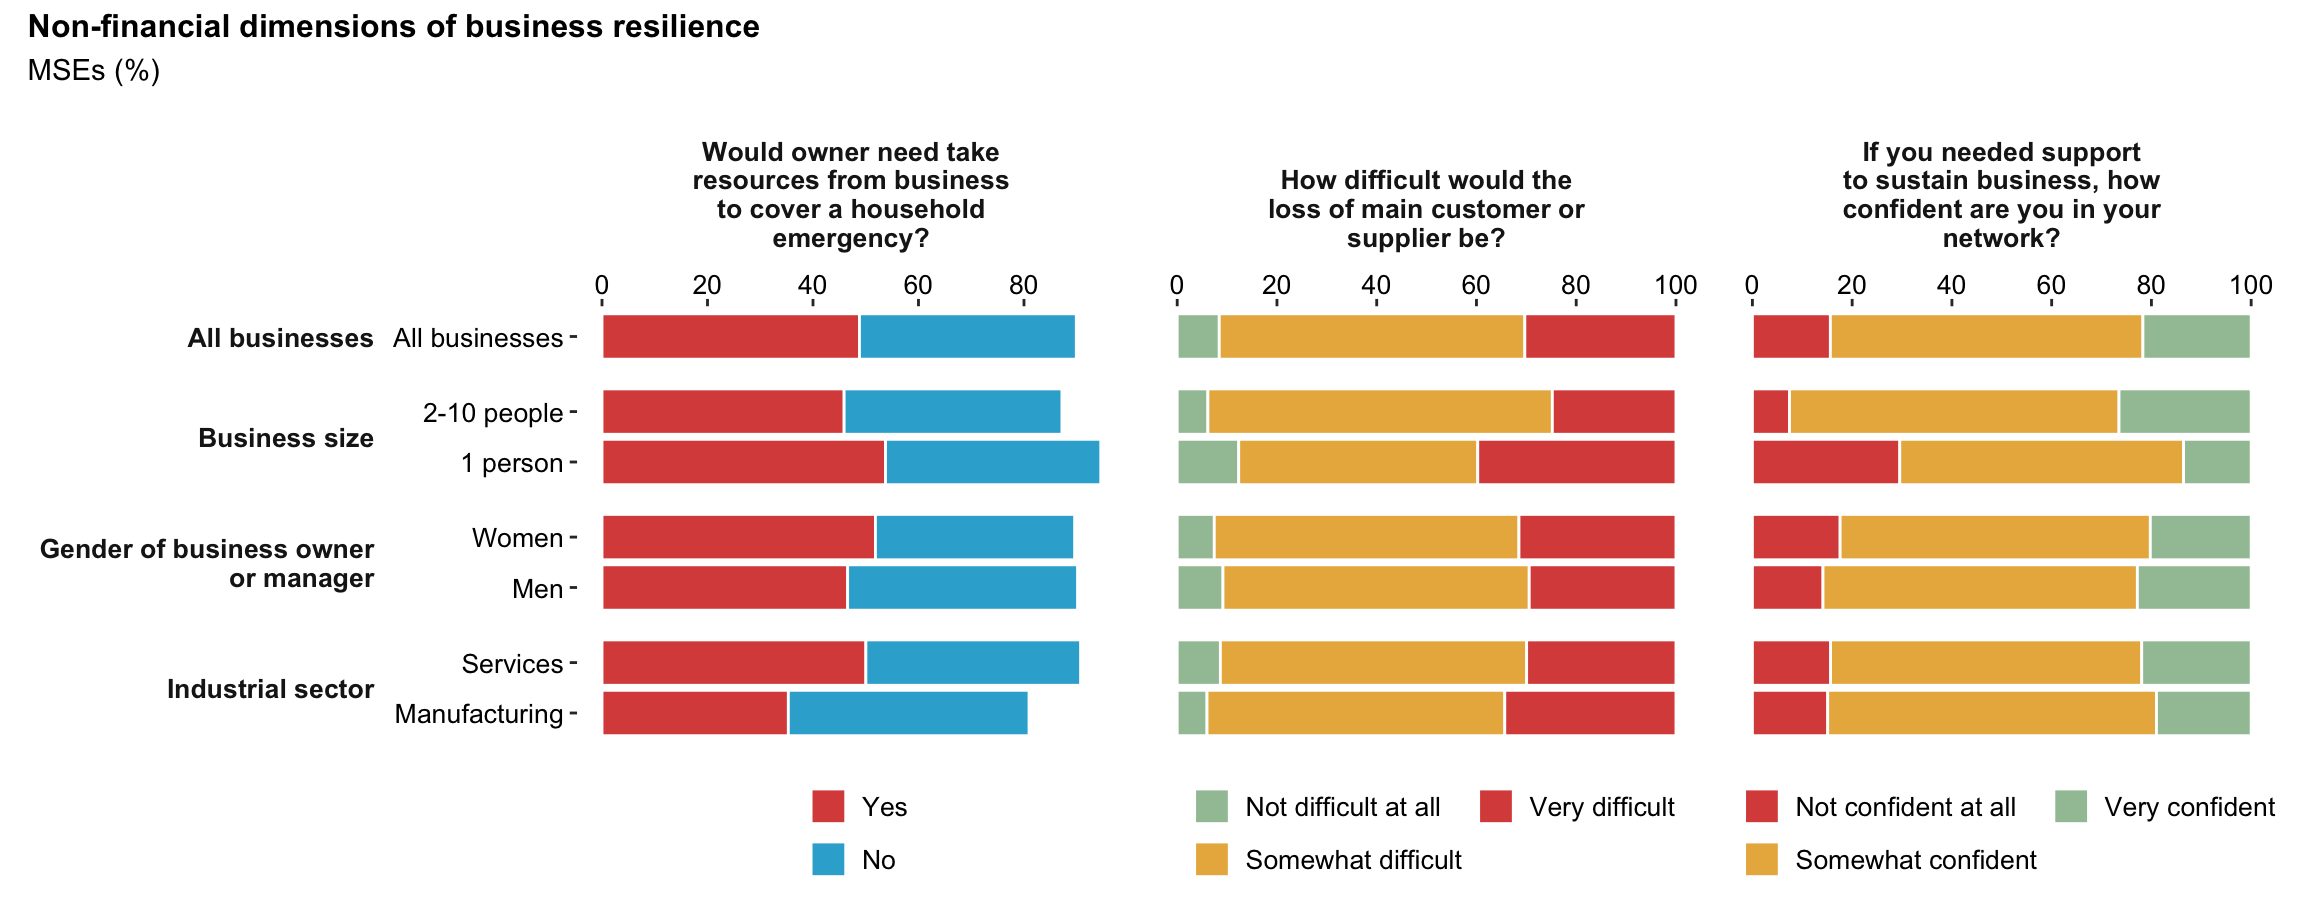 Non-financial dimensions of business resilience
MSEs (%)
Would owner need take
resources from business
to cover a household
emergency?
How difficult would the
loss of main customer or
supplier be?
If you needed support
to sustain business, how
confident are you in your
network?
0 20 40 60 80
0 20 40 60 80 100
0 20 40 60 80 100
All businesses
All businesses
Business size
2-10 people
1 person
Gender of business owner
or manager
Women
Men
Industrial sector
Services
Manufacturing
Yes
No
Not difficult at all
Very difficult
Somewhat difficult
Not confident at all
Very confident
Somewhat confident